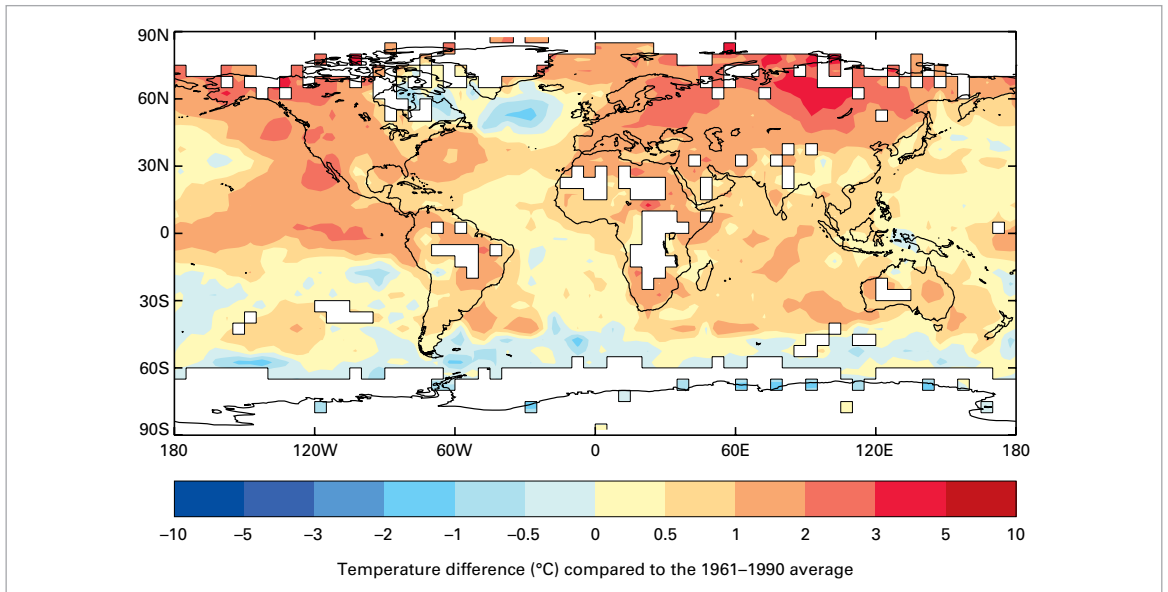 90N
60N
30N
0
30S
60S
90S
180 120W 60W 0 60E 120E 180
–10 –5 –3 –2 –1 –0.5 0 0.5 1 2 3 5 10
Temperature difference (°C) compared to the 1961–1990 average